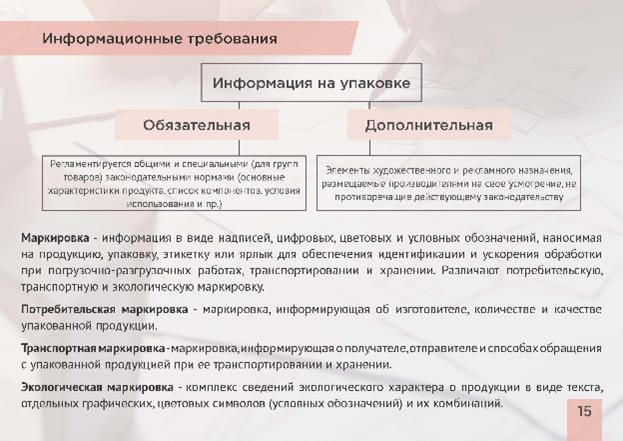 Информационные требования
Информация на упаковке
Обязательная
Дополнительная
Регламентируется общими и специальными (для групп
товаров) законодательными нормами (основные
характеристики продукта, список компонентов, условия
использования и пр.)
Элементы художественного и рекламного назначения,
размещаемые производителями на свое усмотрение, не
противоречащие действующему законодательству
Маркировка - информация в виде надписей, цифровых, цветовых и условных обозначений, наносимая
на продукцию, упаковку, этикетку или ярлык для обеспечения идентификации и ускорения обработки
при погрузочно-разгрузочных работах, транспортировании и хранении. Различают потребительскую,
транспортную и экологическую маркировку.
Потребительская маркировка - маркировка, информирующая об изготовителе, количестве и качестве
упакованной продукции.
Транспортная маркировка - маркировка, информирующая о получателе, отправителе и способах обращения
с упакованной продукцией при ее транспортировании и хранении.
Экологическая маркировка - комплекс сведений экологического характера о продукции в виде текста,
отдельных графических, цветовых символов (условных обозначений) и их комбинаций.
15